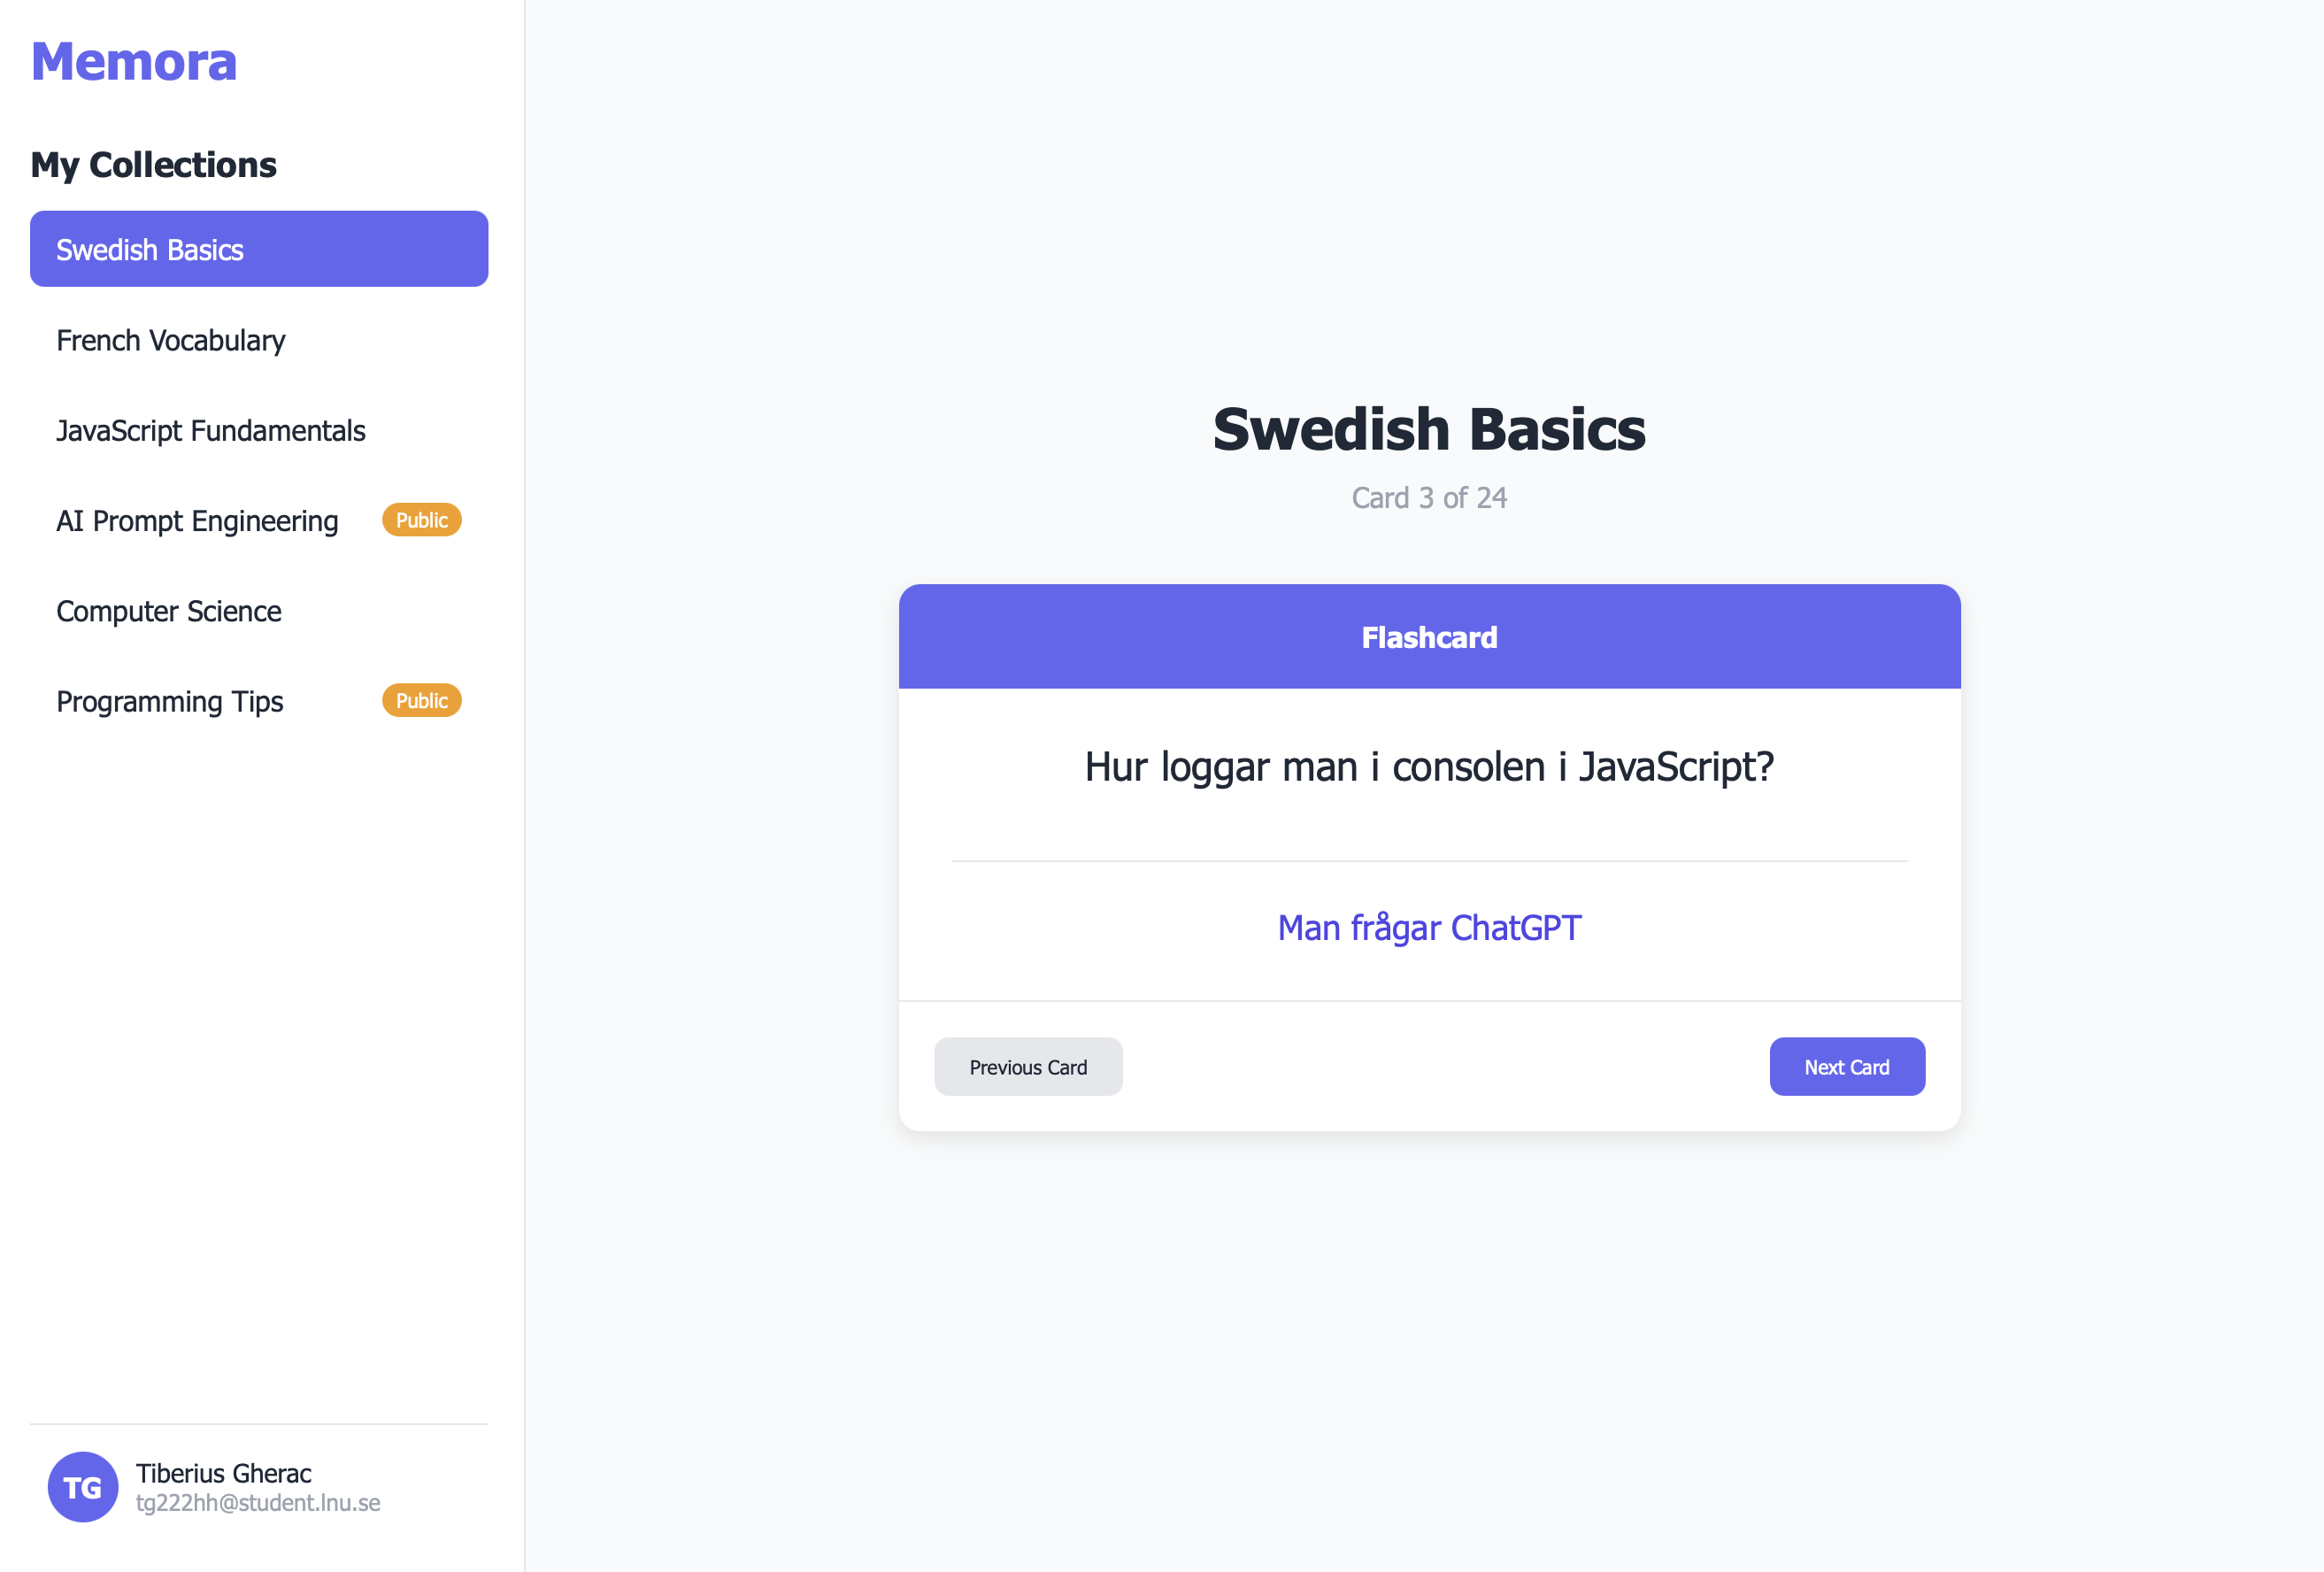 Memora
My Collections
Swedish Basics
French Vocabulary
JavaScript Fundamentals
AI Prompt Engineering Public
Computer Science
Programming Tips Public
TG
Tiberius Gherac
tg222hh@student.lnu.se
Swedish Basics
Card 3 of 24
Flashcard
Hur loggar man i consolen i JavaScript?
Man frågar ChatGPT
Previous Card
Next Card